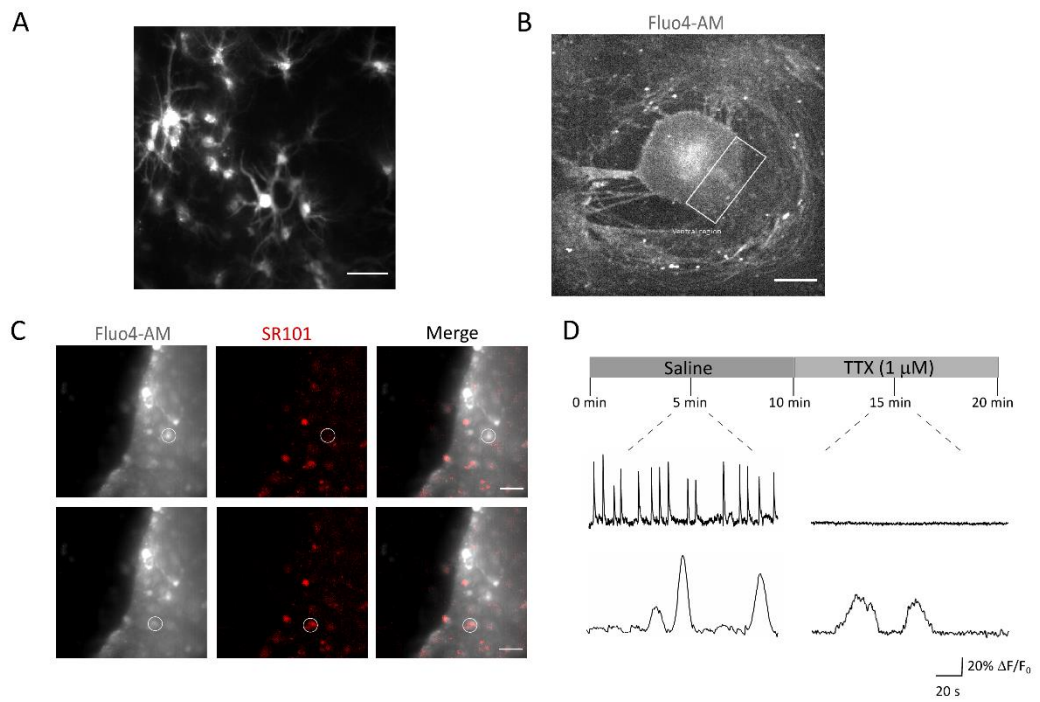 A
B
Fluo4-AM
Ventral region
C
Fluo4-AM SR101 Merge
D
Saline TTX (1 μM)
0 min 5 min 10 min 15 min 20 min
20% ΔF/F₀
20 s